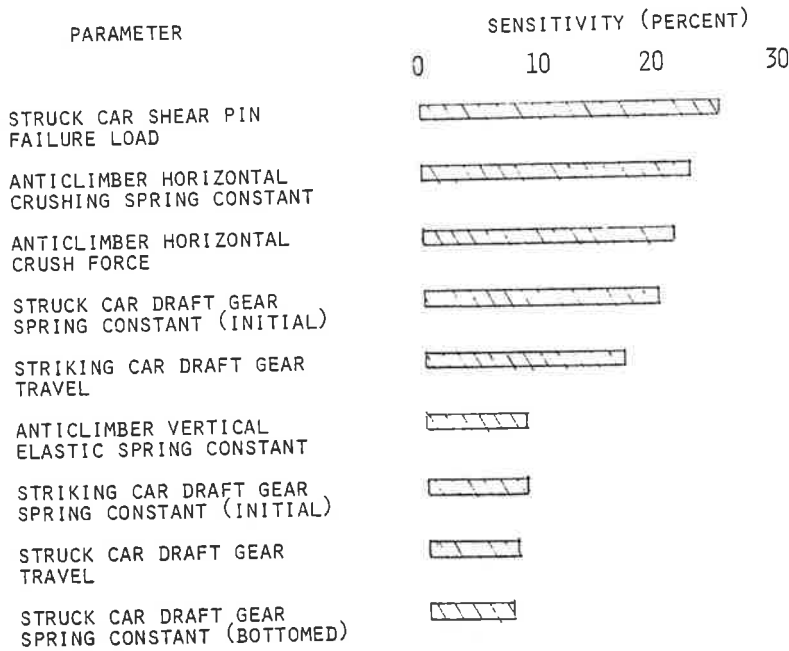 PARAMETER
SENSITIVITY (PERCENT)
0 10 20 30
STRUCK CAR SHEAR PIN
FAILURE LOAD
ANTICLIMBER HORIZONTAL
CRUSHING SPRING CONSTANT
ANTICLIMBER HORIZONTAL
CRUSH FORCE
STRUCK CAR DRAFT GEAR
SPRING CONSTANT (INITIAL)
STRIKING CAR DRAFT GEAR
TRAVEL
ANTICLIMBER VERTICAL
ELASTIC SPRING CONSTANT
STRIKING CAR DRAFT GEAR
SPRING CONSTANT (INITIAL)
STRUCK CAR DRAFT GEAR
TRAVEL
STRUCK CAR DRAFT GEAR
SPRING CONSTANT (BOTTOMED)